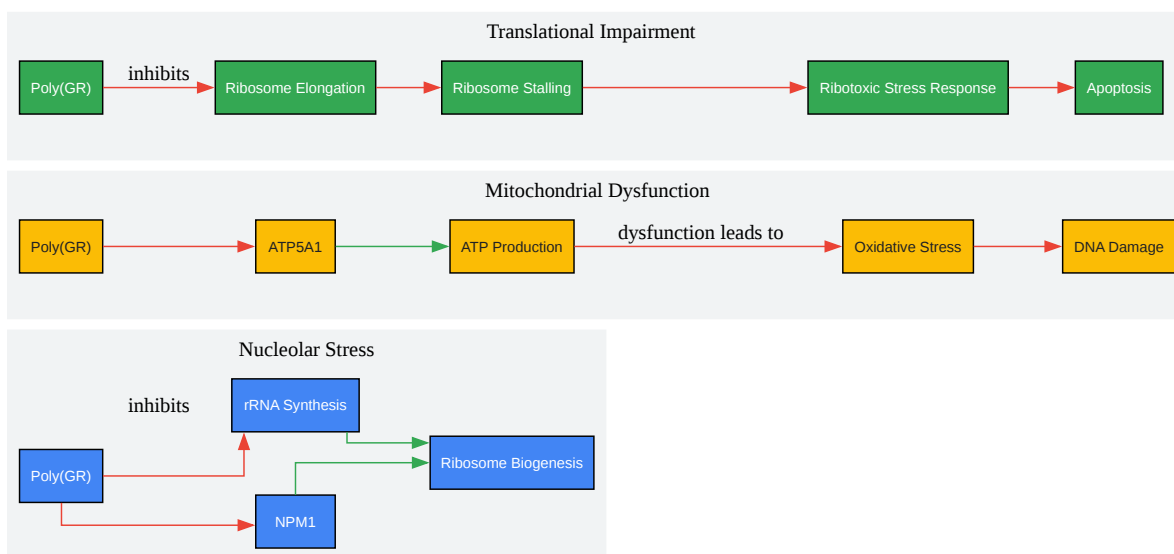 Translational Impairment
Poly(GR)
inhibits
Ribosome Elongation
Ribosome Stalling
Ribotoxic Stress Response
Apoptosis
Mitochondrial Dysfunction
Poly(GR)
ATP5A1
ATP Production
dysfunction leads to
Oxidative Stress
DNA Damage
Nucleolar Stress
inhibits
rRNA Synthesis
Poly(GR)
Ribosome Biogenesis
NPM1